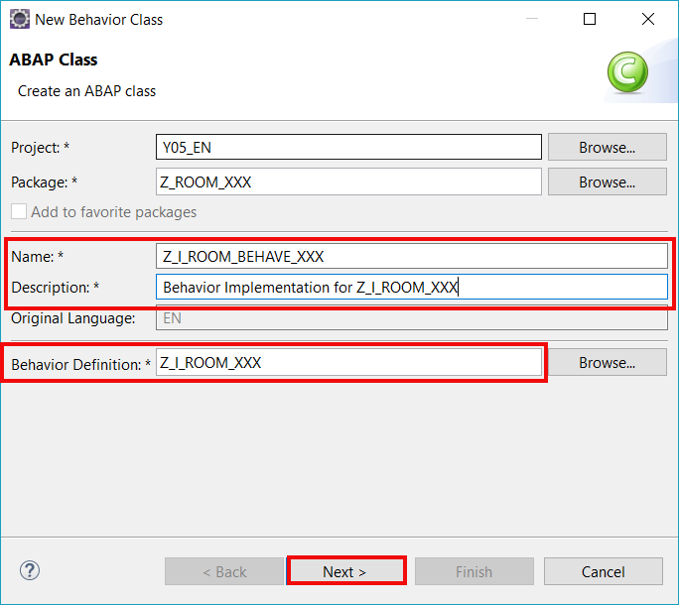 New Behavior Class
ABAP Class
Create an ABAP class
Project: * Y05_EN Browse...
Package: * Z_ROOM_XXX Browse...
Add to favorite packages
Name: * Z_I_ROOM_BEHAVE_XXX
Description: * Behavior Implementation for Z_I_ROOM_XXX
Original Language: EN
Behavior Definition: * Z_I_ROOM_XXX Browse...
? < Back Next > Finish Cancel